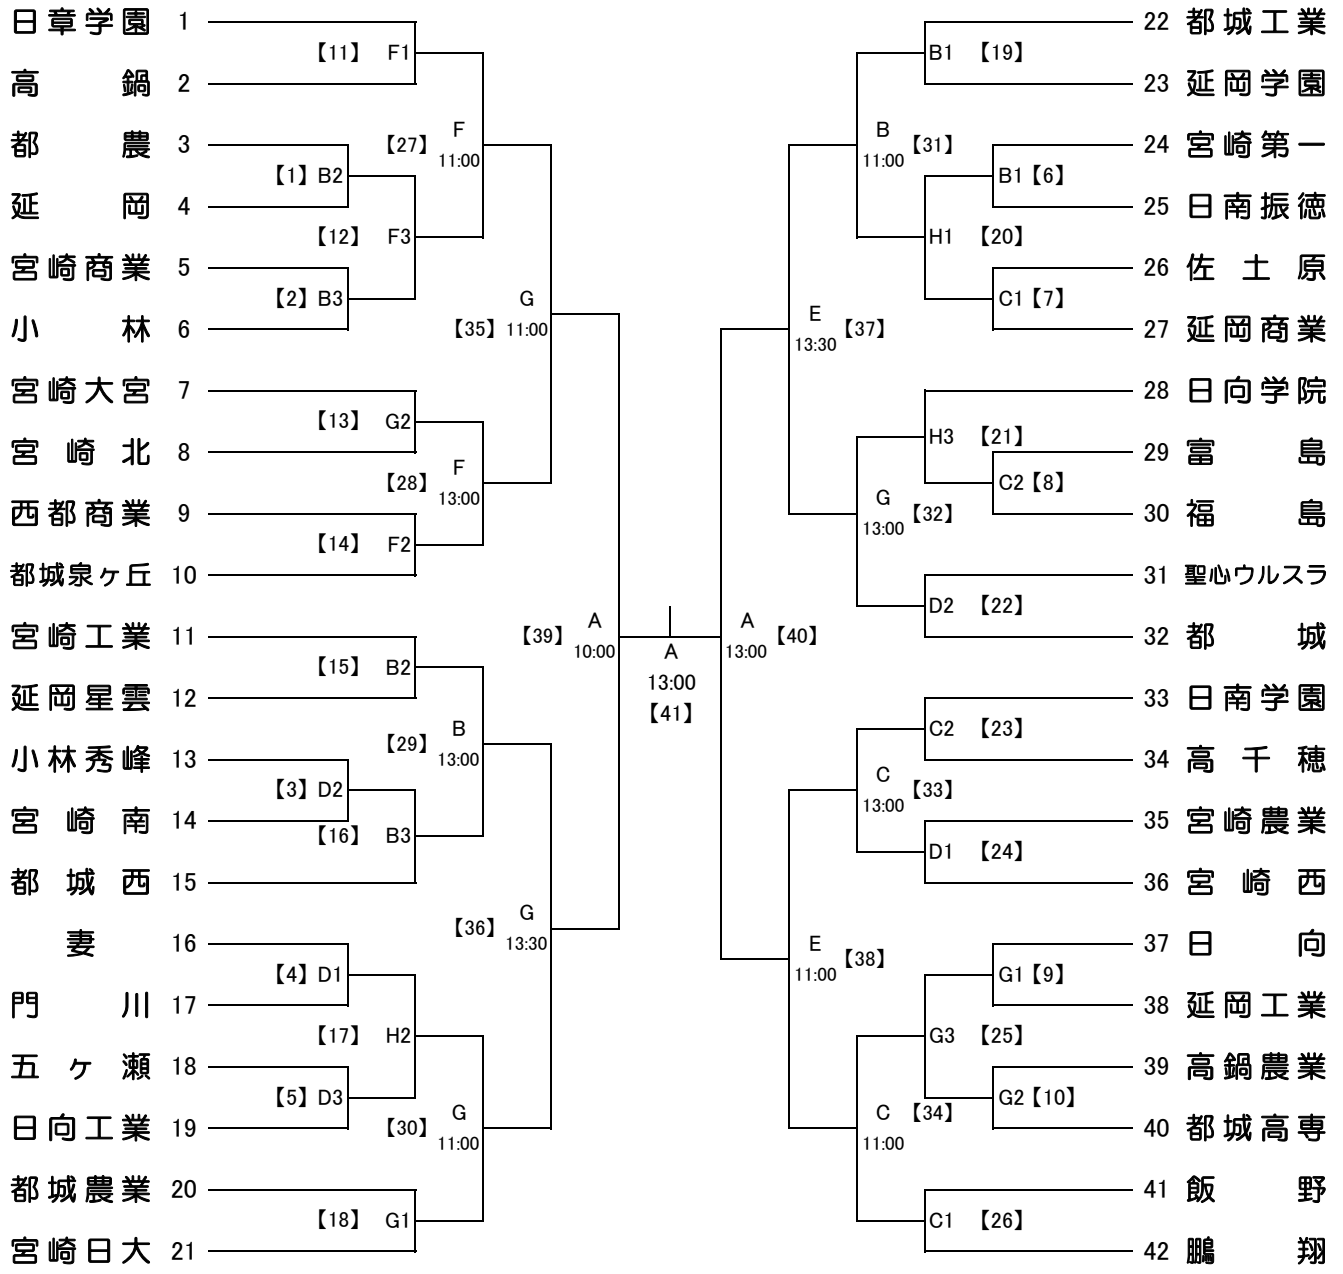 日章学園 1
【11】 F1
高鍋 2
都農 3
【1】 B2
延岡 4
【27】 F 11:00
【12】 F3
宮崎商業 5
【2】 B3
小林 6
【35】 G 11:00
宮崎大宮 7
【13】 G2
宮崎北 8
【28】 F 13:00
西都商業 9
【14】 F2
都城泉ヶ丘 10
宮崎工業 11
【15】 B2
延岡星雲 12
【39】 A 10:00
【29】 B 13:00
小林秀峰 13
【3】 D2
宮崎南 14
【16】 B3
都城西 15
【36】 G 13:30
妻 16
【4】 D1
門川 17
【17】 H2
五ヶ瀬 18
【5】 D3
日向工業 19
【30】 G 11:00
都城農業 20
【18】 G1
宮崎日大 21
A
13:00
【41】
22 都城工業
B1 【19】
23 延岡学園
B 11:00 【31】
24 宮崎第一
B1 【6】
25 日南振徳
H1 【20】
26 佐土原
C1 【7】
27 延岡商業
E 13:30 【37】
28 日向学院
H3 【21】
29 富島
C2 【8】
30 福島
G 13:00 【32】
31 聖心ウルスラ
D2 【22】
32 都城
A 13:00 【40】
33 日南学園
C2 【23】
34 高千穂
C 13:00 【33】
35 宮崎農業
D1 【24】
36 宮崎西
E 11:00 【38】
37 日向
G1 【9】
38 延岡工業
G3 【25】
39 高鍋農業
G2 【10】
40 都城高専
C 11:00 【34】
41 飯野
C1 【26】
42 鵬翔